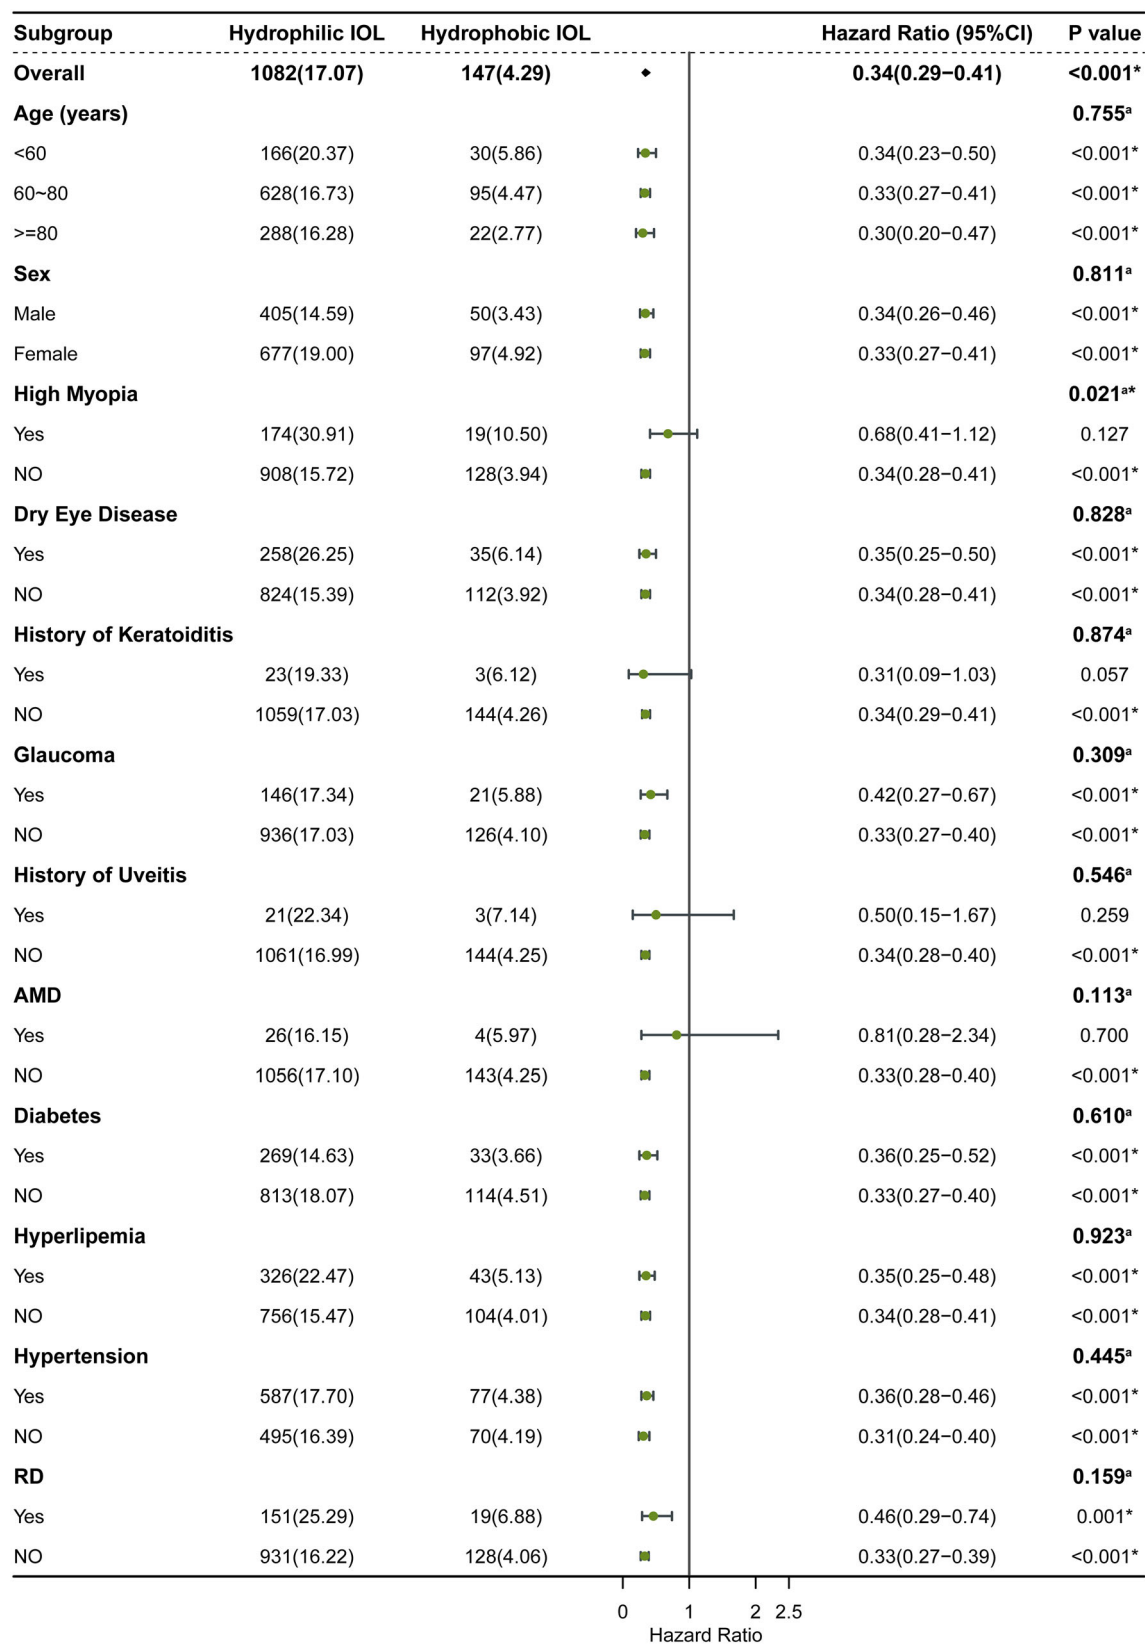 Subgroup Hydrophilic IOL Hydrophobic IOL Hazard Ratio (95%CI) P value
Overall 1082(17.07) 147(4.29) 0.34(0.29−0.41) <0.001*
Age (years) 0.755ᵃ
<60 166(20.37) 30(5.86) 0.34(0.23−0.50) <0.001*
60~80 628(16.73) 95(4.47) 0.33(0.27−0.41) <0.001*
>=80 288(16.28) 22(2.77) 0.30(0.20−0.47) <0.001*
Sex 0.811ᵃ
Male 405(14.59) 50(3.43) 0.34(0.26−0.46) <0.001*
Female 677(19.00) 97(4.92) 0.33(0.27−0.41) <0.001*
High Myopia 0.021ᵃ*
Yes 174(30.91) 19(10.50) 0.68(0.41−1.12) 0.127
NO 908(15.72) 128(3.94) 0.34(0.28−0.41) <0.001*
Dry Eye Disease 0.828ᵃ
Yes 258(26.25) 35(6.14) 0.35(0.25−0.50) <0.001*
NO 824(15.39) 112(3.92) 0.34(0.28−0.41) <0.001*
History of Keratoiditis 0.874ᵃ
Yes 23(19.33) 3(6.12) 0.31(0.09−1.03) 0.057
NO 1059(17.03) 144(4.26) 0.34(0.29−0.41) <0.001*
Glaucoma 0.309ᵃ
Yes 146(17.34) 21(5.88) 0.42(0.27−0.67) <0.001*
NO 936(17.03) 126(4.10) 0.33(0.27−0.40) <0.001*
History of Uveitis 0.546ᵃ
Yes 21(22.34) 3(7.14) 0.50(0.15−1.67) 0.259
NO 1061(16.99) 144(4.25) 0.34(0.28−0.40) <0.001*
AMD 0.113ᵃ
Yes 26(16.15) 4(5.97) 0.81(0.28−2.34) 0.700
NO 1056(17.10) 143(4.25) 0.33(0.28−0.40) <0.001*
Diabetes 0.610ᵃ
Yes 269(14.63) 33(3.66) 0.36(0.25−0.52) <0.001*
NO 813(18.07) 114(4.51) 0.33(0.27−0.40) <0.001*
Hyperlipemia 0.923ᵃ
Yes 326(22.47) 43(5.13) 0.35(0.25−0.48) <0.001*
NO 756(15.47) 104(4.01) 0.34(0.28−0.41) <0.001*
Hypertension 0.445ᵃ
Yes 587(17.70) 77(4.38) 0.36(0.28−0.46) <0.001*
NO 495(16.39) 70(4.19) 0.31(0.24−0.40) <0.001*
RD 0.159ᵃ
Yes 151(25.29) 19(6.88) 0.46(0.29−0.74) 0.001*
NO 931(16.22) 128(4.06) 0.33(0.27−0.39) <0.001*
0 1 2 2.5
Hazard Ratio